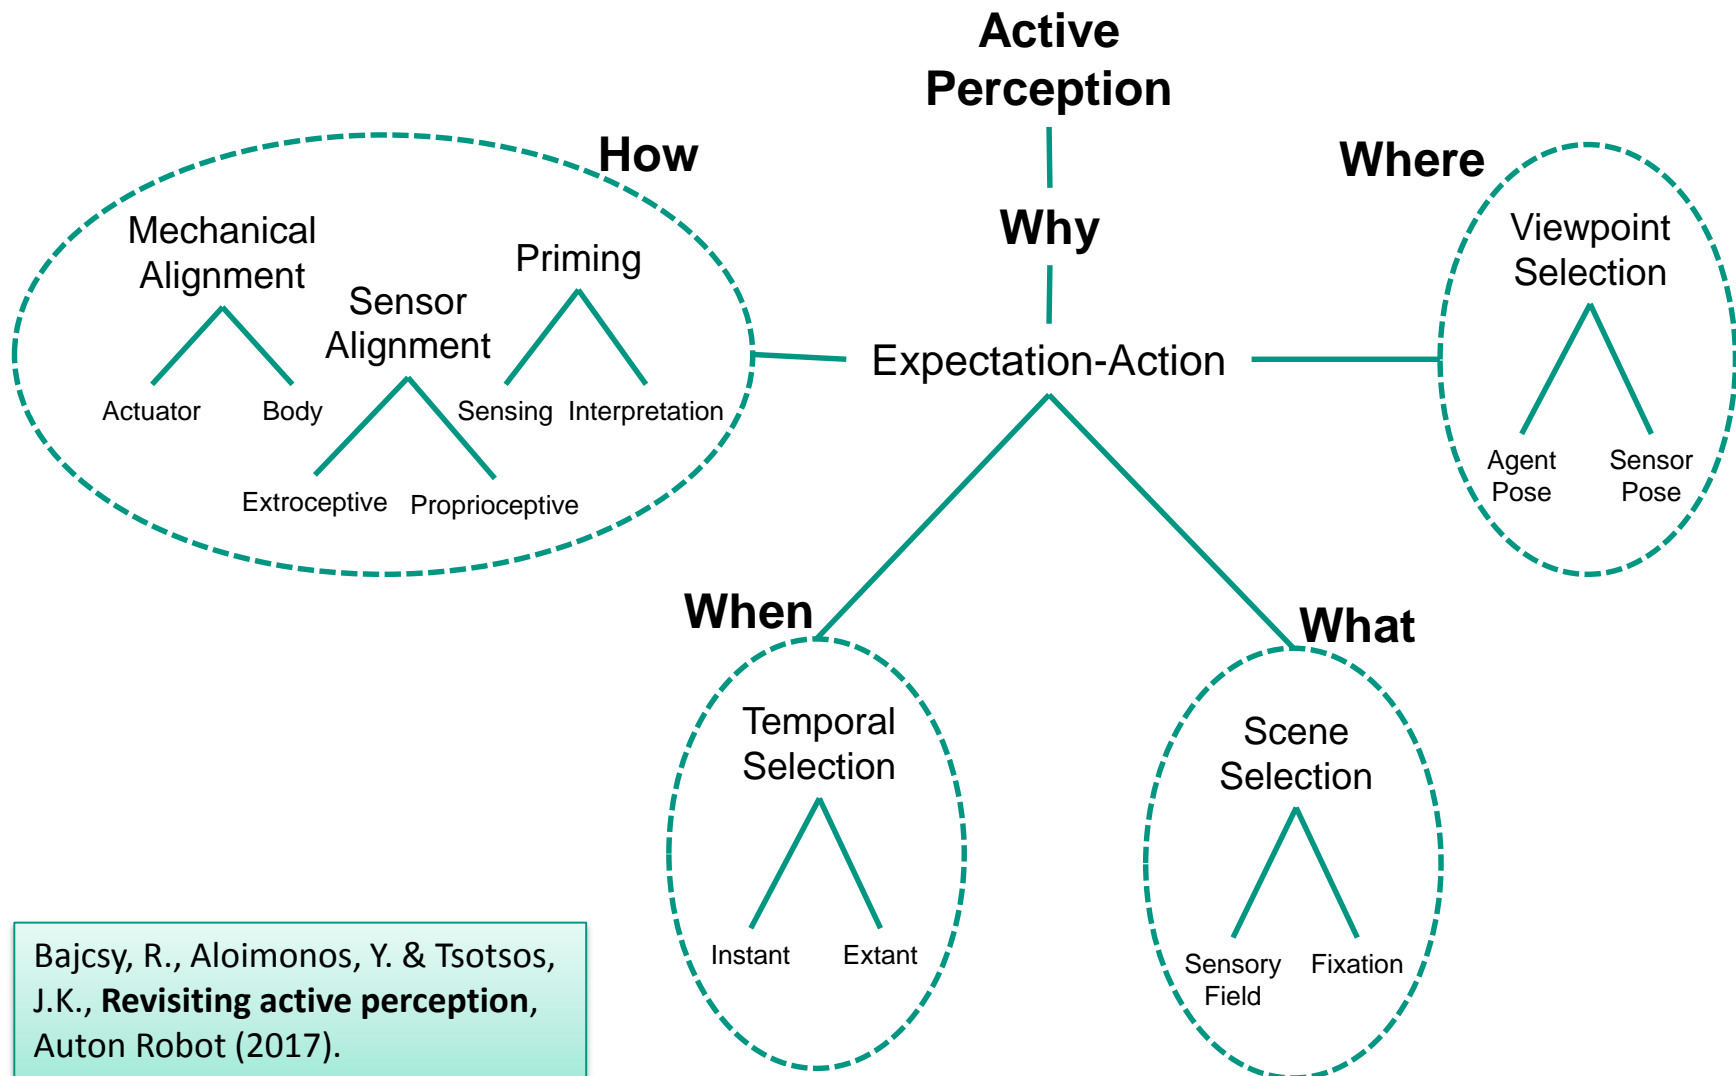 Active
Perception
How
Where
Why
Mechanical
Alignment
Priming
Sensor
Alignment
Viewpoint
Selection
Expectation-Action
Actuator
Body
Sensing
Interpretation
Extroceptive
Proprioceptive
Agent
Pose
Sensor
Pose
When
What
Temporal
Selection
Scene
Selection
Instant
Extant
Sensory
Field
Fixation
Bajcsy, R., Aloimonos, Y. & Tsotsos,
J.K., Revisiting active perception,
Auton Robot (2017).